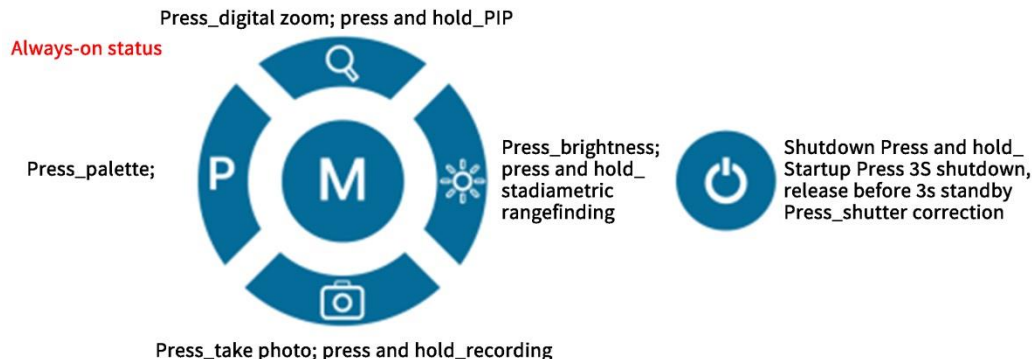 Press_digital zoom; press and hold_PIP
Always-on status
Press_palette;
P
M
Press_brightness;
press and hold_
stadiametric
rangefinding
Shutdown Press and hold_
Startup Press 3S shutdown,
release before 3s standby
Press_shutter correction
Press_take photo; press and hold_recording